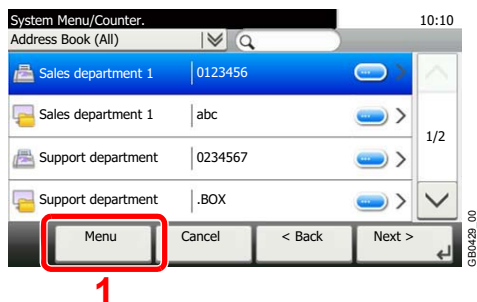 System Menu/Counter. 10:10
Address Book (All)
Sales department 1 0123456
Sales department 1 abc
1/2
Support department 0234567
Support department .BOX
Menu Cancel < Back Next >
1
GB0429_00